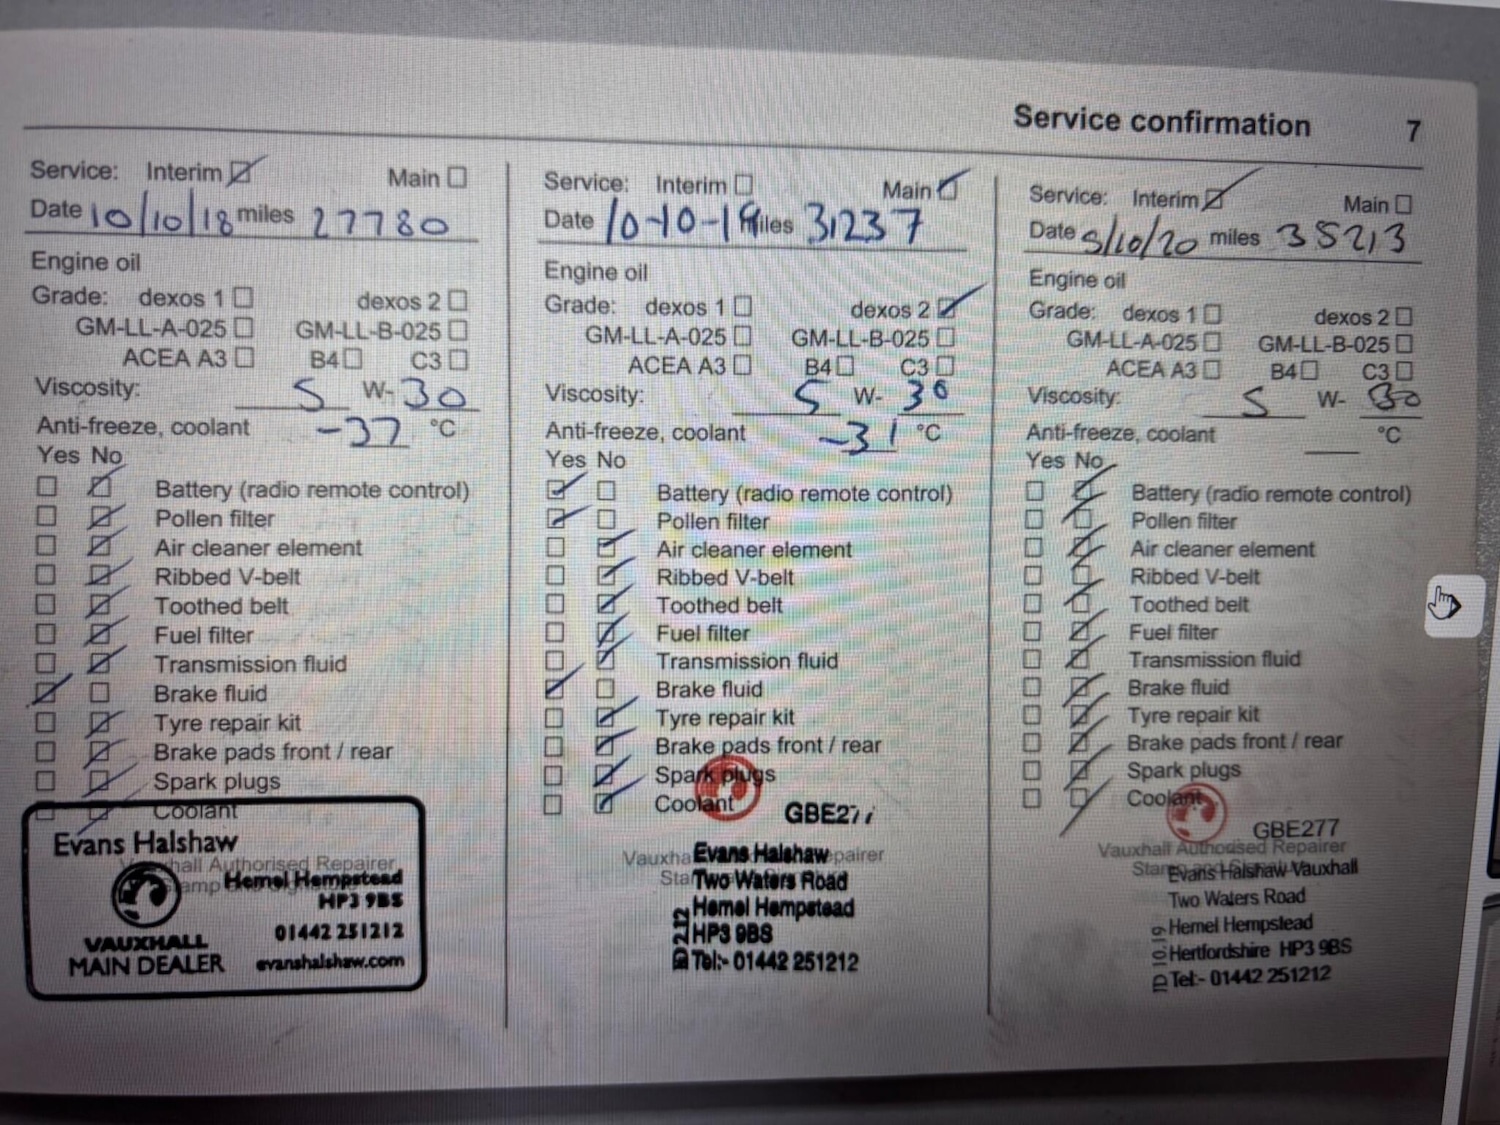 Service confirmation 7
Service: Interim Main
Date 10/10/18 miles 27780
Engine oil
Grade: dexos 1 dexos 2
GM-LL-A-025 GM-LL-B-025
ACEA A3 B4 C3
Viscosity: 5 W-30
Anti-freeze, coolant -37 °C
Yes No
Battery (radio remote control)
Pollen filter
Air cleaner element
Ribbed V-belt
Toothed belt
Fuel filter
Transmission fluid
Brake fluid
Tyre repair kit
Brake pads front / rear
Spark plugs
Coolant
Evans Halshaw
Vauxhall Authorised Repairer
Hemel Hempstead
HP3 9BS
01442 251212
VAUXHALL
MAIN DEALER
evanshalshaw.com
Service: Interim Main
Date 10-10-19 miles 31237
Engine oil
Grade: dexos 1 dexos 2
GM-LL-A-025 GM-LL-B-025
ACEA A3 B4 C3
Viscosity: 5 W- 30
Anti-freeze, coolant -31 °C
Yes No
Battery (radio remote control)
Pollen filter
Air cleaner element
Ribbed V-belt
Toothed belt
Fuel filter
Transmission fluid
Brake fluid
Tyre repair kit
Brake pads front / rear
Spark plugs
Coolant
GBE277
Evans Halshaw
Two Waters Road
Hemel Hempstead
HP3 9BS
Tel:- 01442 251212
Service: Interim Main
Date 5/10/20 miles 35213
Engine oil
Grade: dexos 1 dexos 2
GM-LL-A-025 GM-LL-B-025
ACEA A3 B4 C3
Viscosity: 5 W- 30
Anti-freeze, coolant °C
Yes No
Battery (radio remote control)
Pollen filter
Air cleaner element
Ribbed V-belt
Toothed belt
Fuel filter
Transmission fluid
Brake fluid
Tyre repair kit
Brake pads front / rear
Spark plugs
Coolant
GBE277
Vauxhall Authorised Repairer
Evans Halshaw Vauxhall
Two Waters Road
Hemel Hempstead
Hertfordshire HP3 9BS
Tel:- 01442 251212